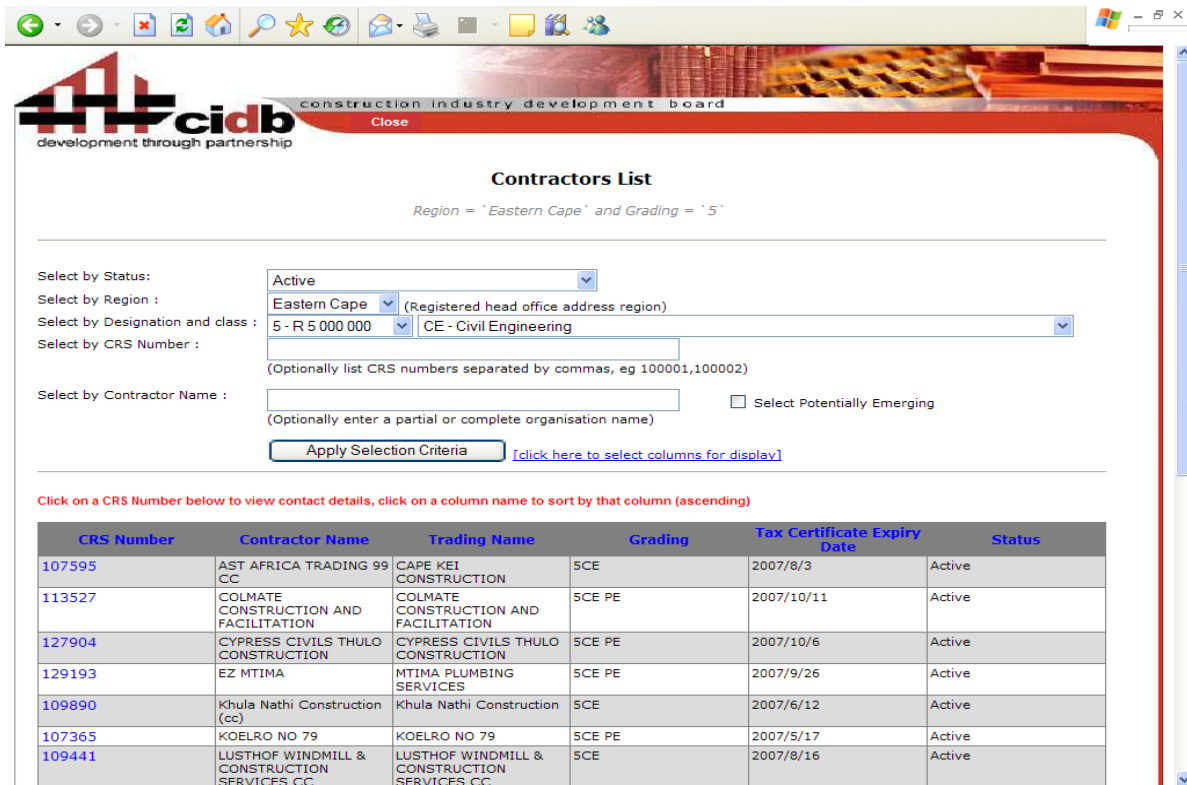 construction industry development board
cidb
Close
development through partnership
Contractors List
Region = `Eastern Cape` and Grading = `5`
Select by Status:
Active
Select by Region :
Eastern Cape (Registered head office address region)
Select by Designation and class :
5 - R 5 000 000 CE - Civil Engineering
Select by CRS Number :
(Optionally list CRS numbers separated by commas, eg 100001,100002)
Select by Contractor Name :
Select Potentially Emerging
(Optionally enter a partial or complete organisation name)
Apply Selection Criteria [click here to select columns for display]
Click on a CRS Number below to view contact details, click on a column name to sort by that column (ascending)
CRS Number Contractor Name Trading Name Grading Tax Certificate Expiry Date Status
107595 AST AFRICA TRADING 99 CC CAPE KEI CONSTRUCTION 5CE 2007/8/3 Active
113527 COLMATE CONSTRUCTION AND FACILITATION COLMATE CONSTRUCTION AND FACILITATION 5CE PE 2007/10/11 Active
127904 CYPRESS CIVILS THULO CONSTRUCTION CYPRESS CIVILS THULO CONSTRUCTION 5CE PE 2007/10/6 Active
129193 EZ MTIMA MTIMA PLUMBING SERVICES 5CE PE 2007/9/26 Active
109890 Khula Nathi Construction (cc) Khula Nathi Construction 5CE 2007/6/12 Active
107365 KOELRO NO 79 KOELRO NO 79 5CE PE 2007/5/17 Active
109441 LUSTHOF WINDMILL & CONSTRUCTION SERVICES CC LUSTHOF WINDMILL & CONSTRUCTION SERVICES CC 5CE 2007/8/16 Active